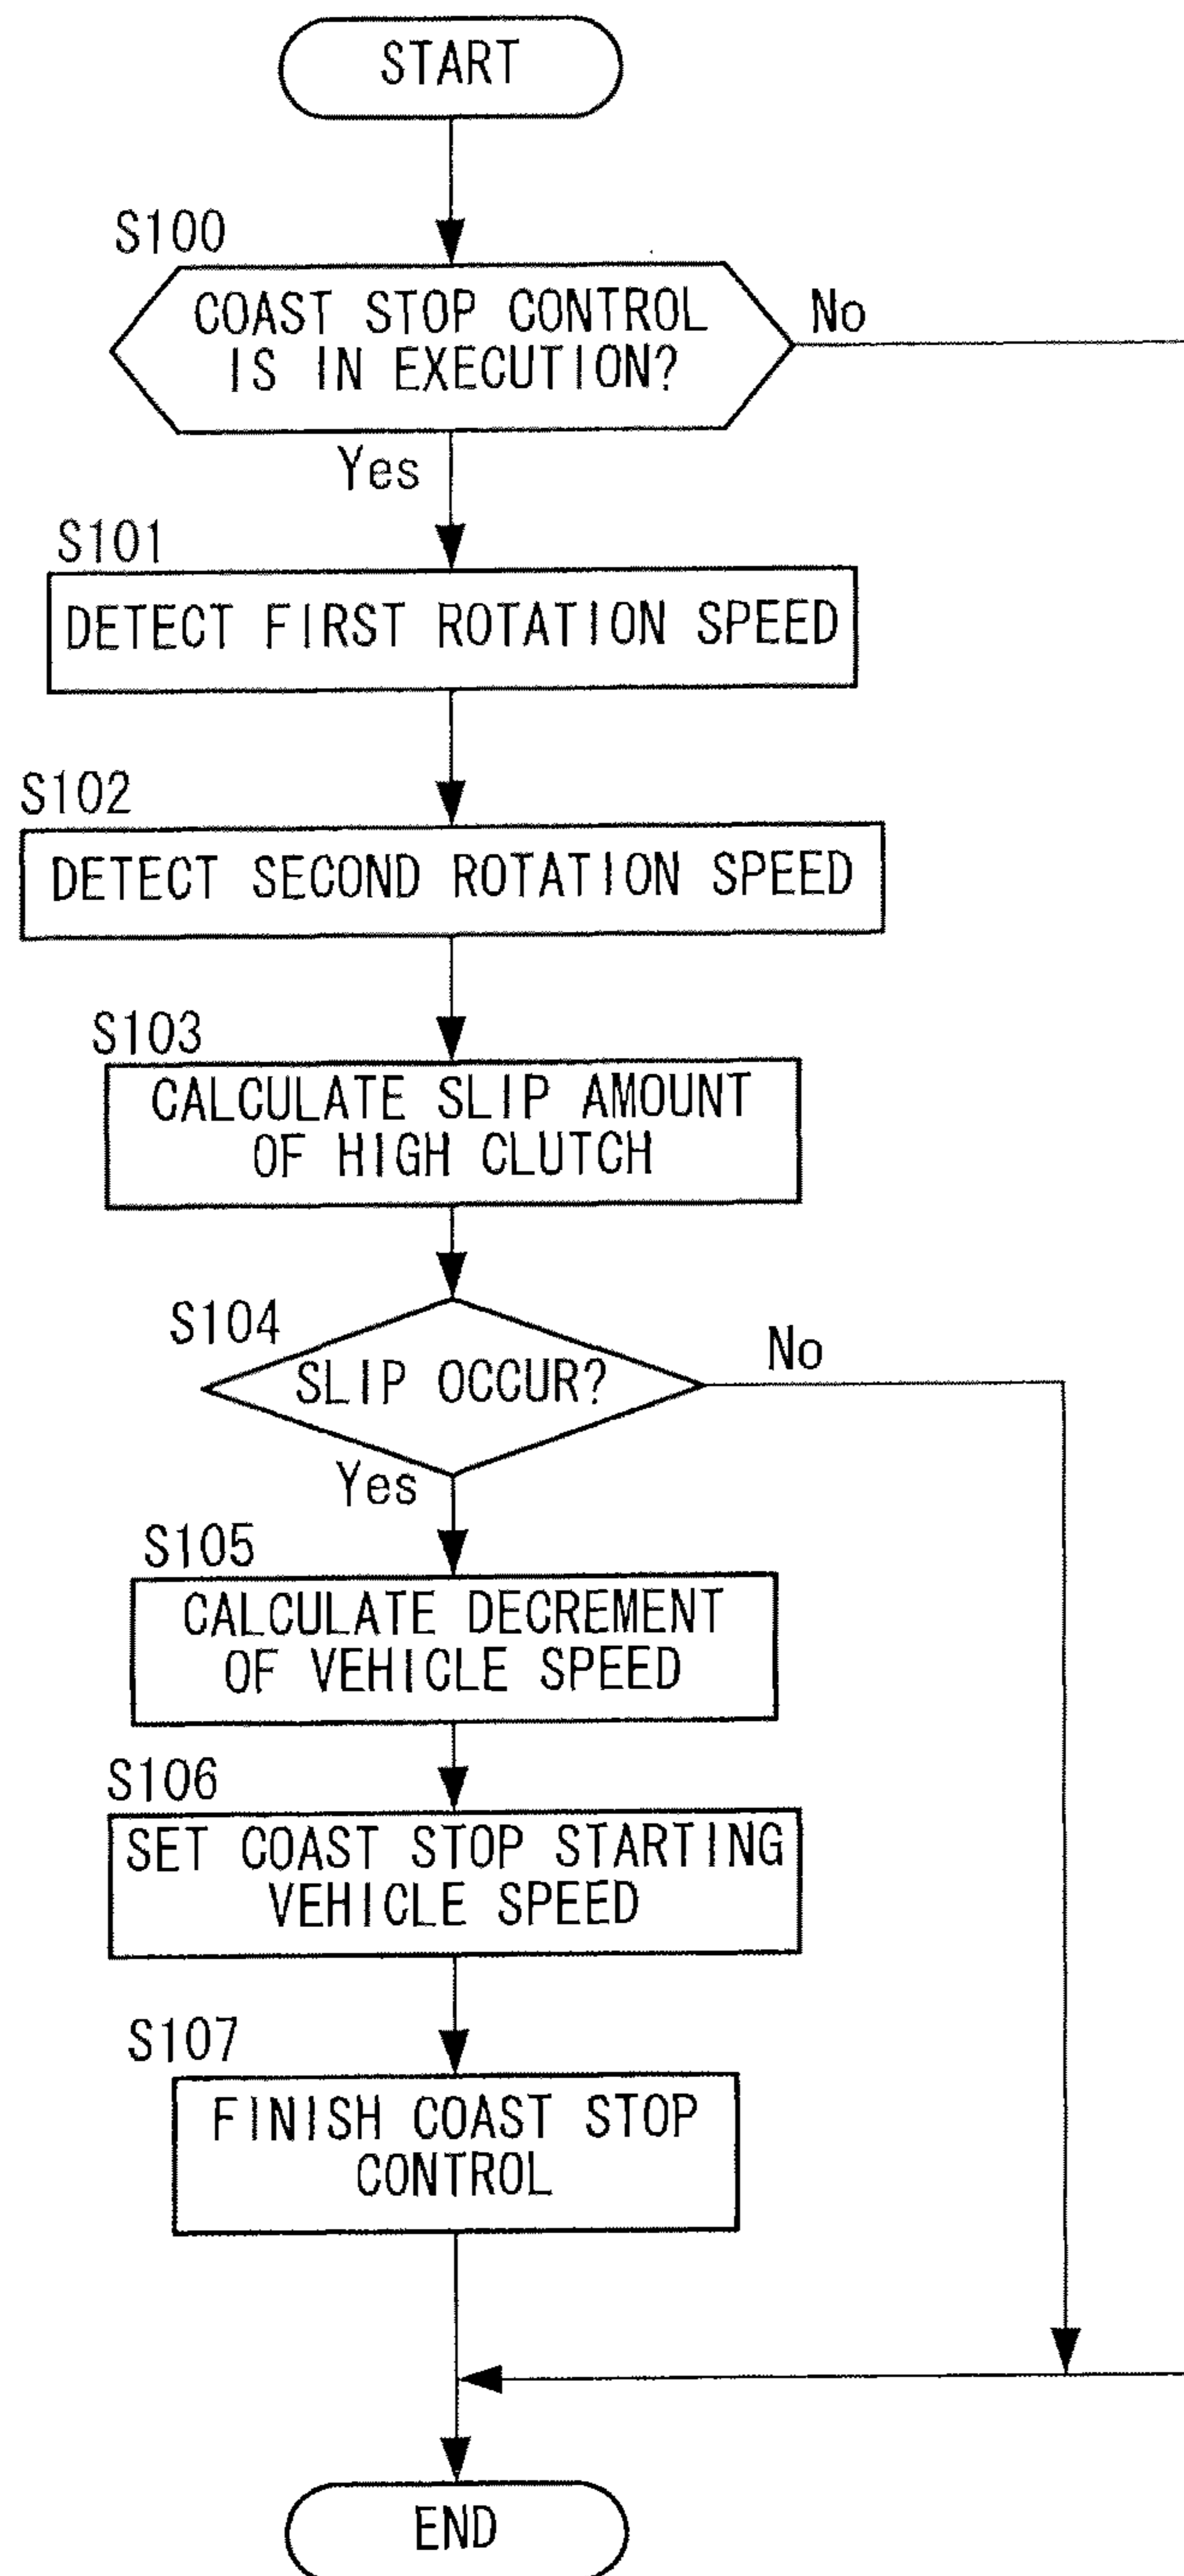 START
S100
COAST STOP CONTROL
IS IN EXECUTION?
No
Yes
S101
DETECT FIRST ROTATION SPEED
S102
DETECT SECOND ROTATION SPEED
S103
CALCULATE SLIP AMOUNT
OF HIGH CLUTCH
S104
SLIP OCCUR?
No
Yes
S105
CALCULATE DECREMENT
OF VEHICLE SPEED
S106
SET COAST STOP STARTING
VEHICLE SPEED
S107
FINISH COAST STOP
CONTROL
END